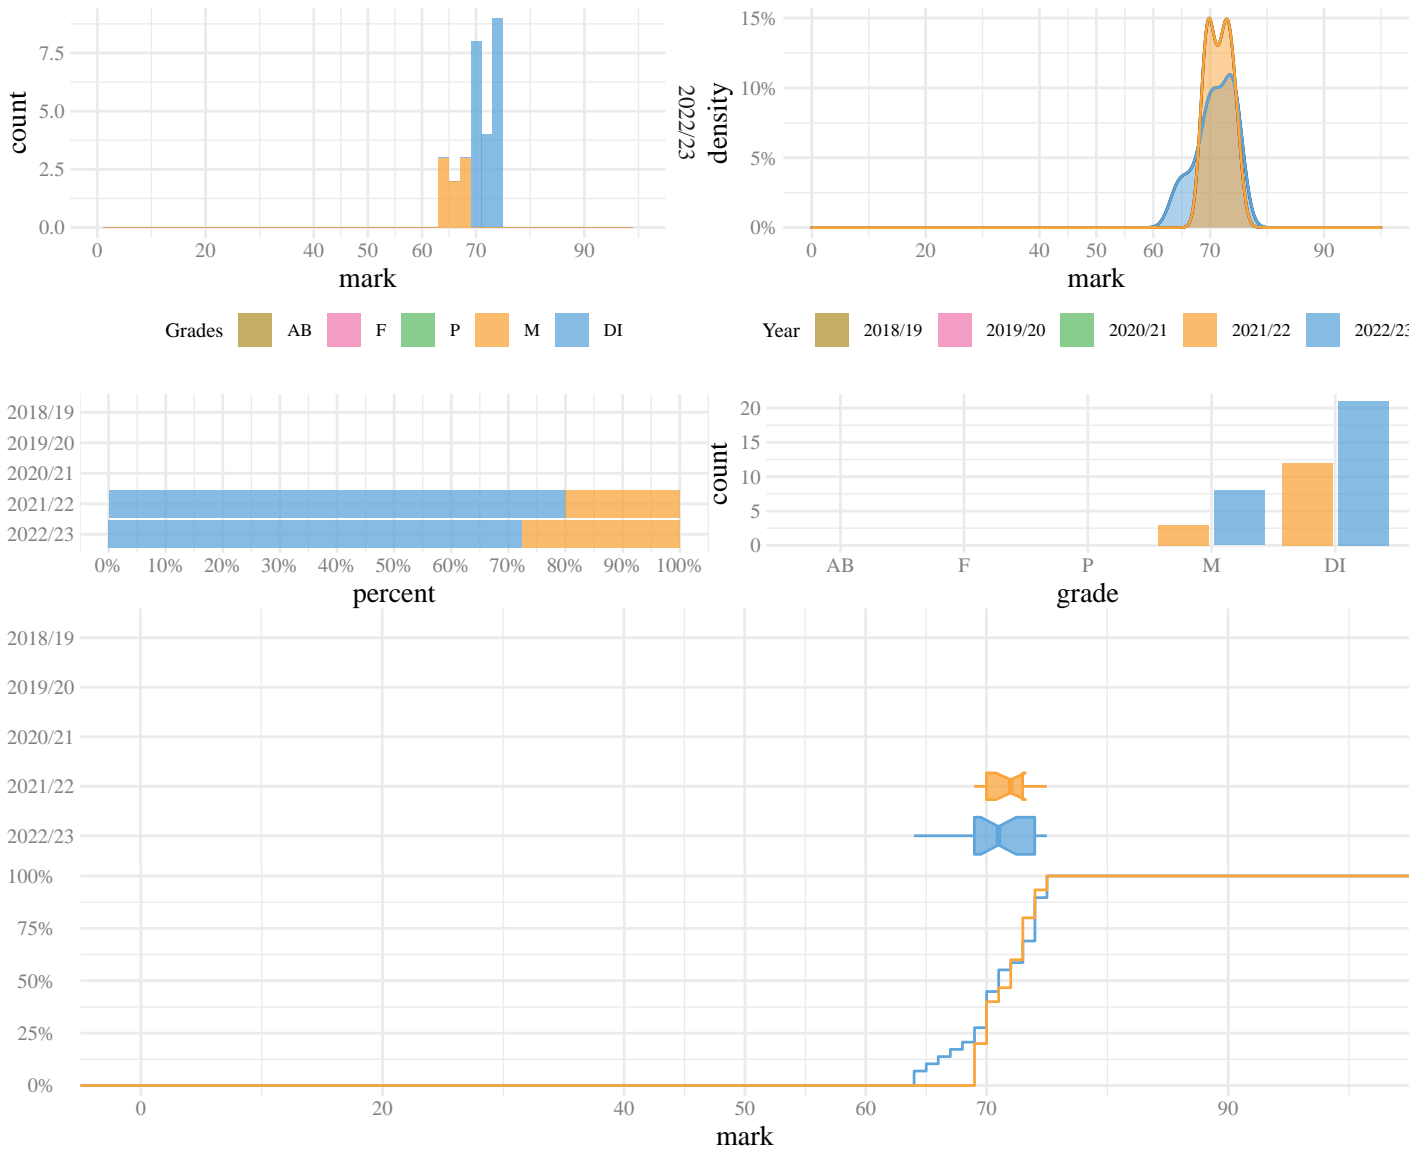 7.5
5.0
2.5
0.0
count
0 20 40 50 60 70 90
mark
2022/23
Grades AB F P M DI
15%
10%
5%
0%
density
0 20 40 50 60 70 90
mark
Year 2018/19 2019/20 2020/21 2021/22 2022/23
2018/19
2019/20
2020/21
2021/22
2022/23
0% 10% 20% 30% 40% 50% 60% 70% 80% 90% 100%
percent
20
15
10
5
0
count
AB F P M DI
grade
2018/19
2019/20
2020/21
2021/22
2022/23
100%
75%
50%
25%
0%
0 20 40 50 60 70 90
mark